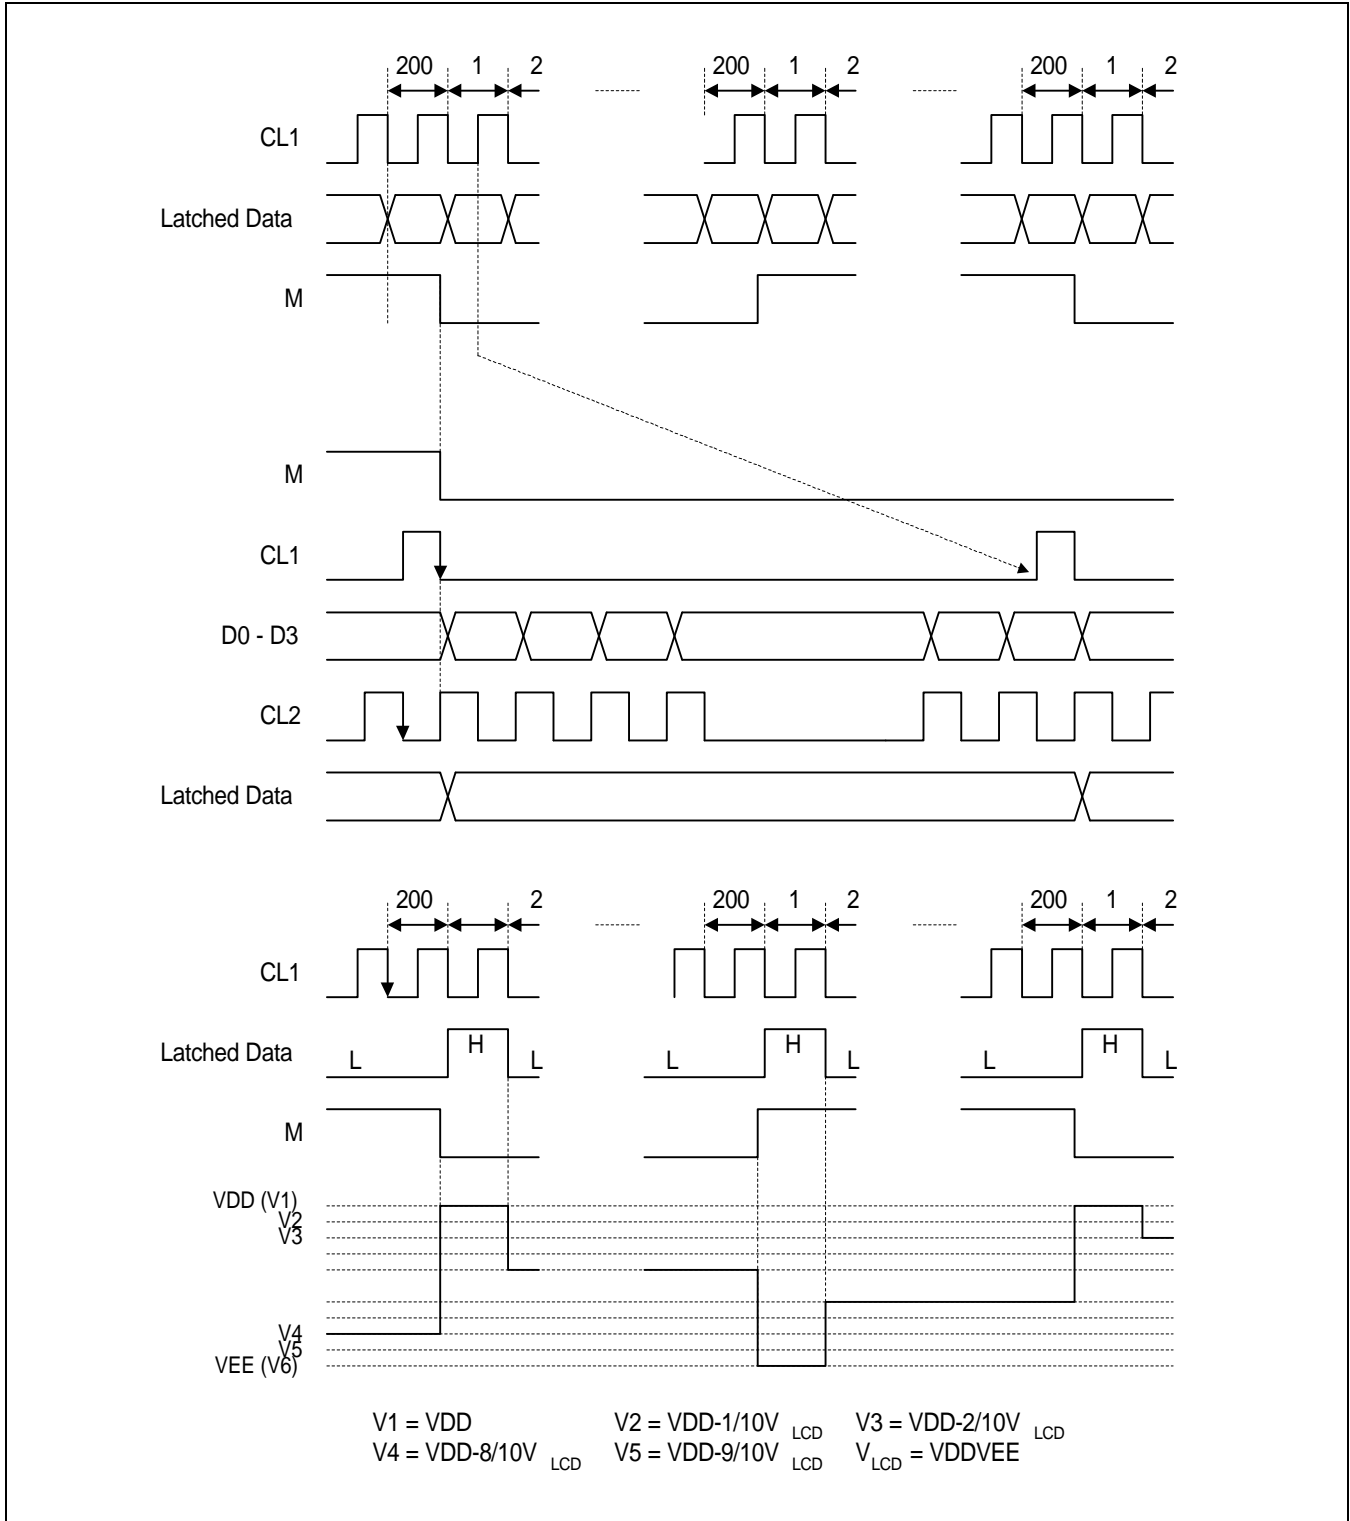 200 1 2 200 1 2 200 1 2
CL1
Latched Data
M
M
CL1
D0 - D3
CL2
Latched Data
200 2 200 1 2 200 1 2
CL1
Latched Data L H L L H L L H L
M
VDD (V1)
V2
V3
V4
V5
VEE (V6)
V1 = VDD V2 = VDD-1/10V LCD V3 = VDD-2/10V LCD
V4 = VDD-8/10V LCD V5 = VDD-9/10V LCD VLCD = VDDVEE